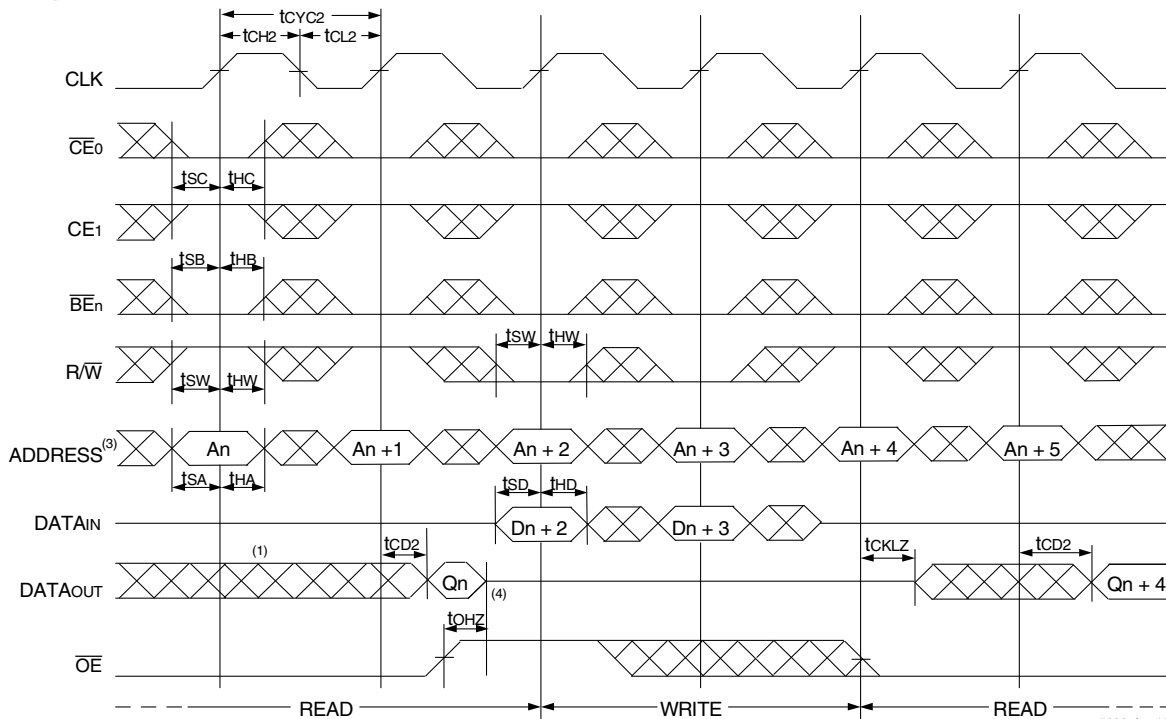 tCYC2
tCH2 tCL2
CLK
CE0
tSC tHC
CE1
tSB tHB
BEn
tSW tHW
R/W
tSW tHW
ADDRESS(3) An An +1 An + 2 An + 3 An + 4 An + 5
tSA tHA
tSD tHD
DATAIN Dn + 2 Dn + 3
tCD2 tCKLZ tCD2
(1)
DATAOUT Qn (4) Qn + 4
tOHZ
OE
READ WRITE READ